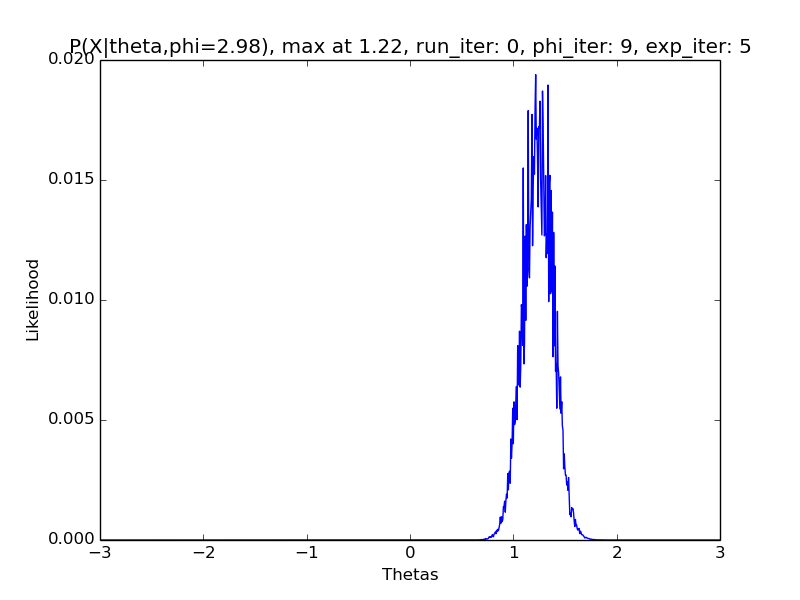 P(X|theta,phi=2.98), max at 1.22, run_iter: 0, phi_iter: 9, exp_iter: 5
0.020
0.015
0.010
0.005
0.000
Likelihood
−3 −2 −1 0 1 2 3
Thetas